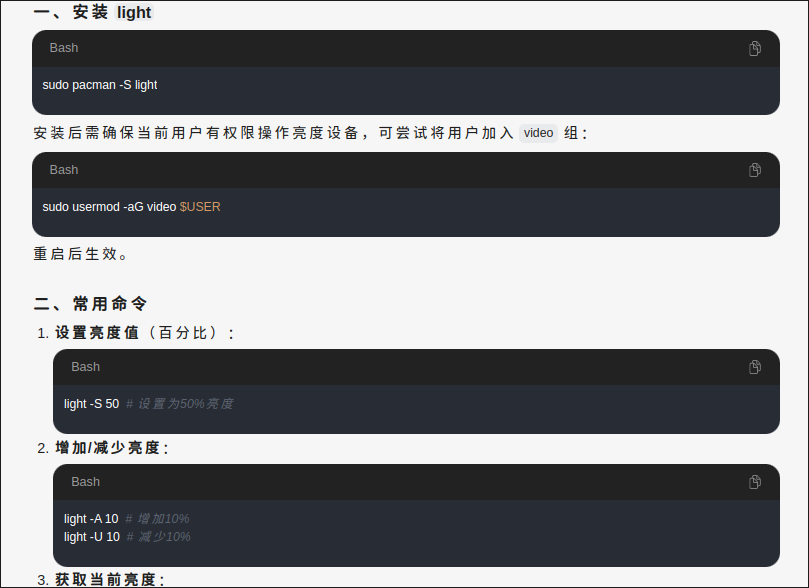 一、安装 light
Bash
sudo pacman -S light
安装后需确保当前用户有权限操作亮度设备，可尝试将用户加入 video 组：
Bash
sudo usermod -aG video $USER
重启后生效。
二、常用命令
1. 设置亮度值（百分比）：
Bash
light -S 50 # 设置为50%亮度
2. 增加/减少亮度：
Bash
light -A 10 # 增加10%
light -U 10 # 减少10%
3. 获取当前亮度：